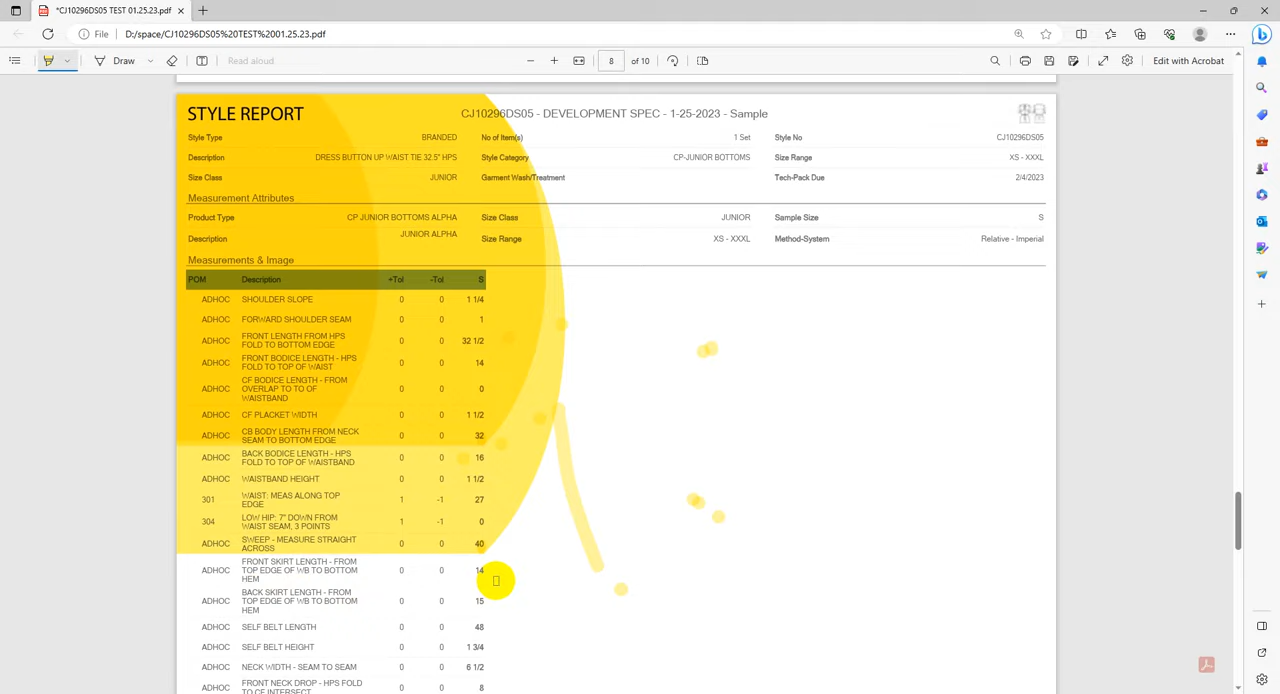 *CJ10296DS05 TEST 01.25.23.pdf
File D:/space/CJ10296DS05%20TEST%2001.25.23.pdf
Draw Read aloud 8 of 10 Edit with Acrobat
STYLE REPORT CJ10296DS05 - DEVELOPMENT SPEC - 1-25-2023 - Sample
Style Type BRANDED No of Item(s) 1 Set Style No CJ10296DS05
Description DRESS BUTTON UP WAIST TIE 32.5" HPS Style Category CP-JUNIOR BOTTOMS Size Range XS - XXXL
Size Class JUNIOR Garment Wash/Treatment Tech-Pack Due 2/4/2023
Measurement Attributes
Product Type CP JUNIOR BOTTOMS ALPHA Size Class JUNIOR Sample Size S
Description JUNIOR ALPHA Size Range XS - XXXL Method-System Relative - Imperial
Measurements & Image
POM Description +Tol -Tol S
ADHOC SHOULDER SLOPE 0 0 1 1/4
ADHOC FORWARD SHOULDER SEAM 0 0 1
ADHOC FRONT LENGTH FROM HPS 0 0 32 1/2
FOLD TO BOTTOM EDGE
ADHOC FRONT BODICE LENGTH - HPS 0 0 14
FOLD TO TOP OF WAIST
CF BODICE LENGTH - FROM
ADHOC OVERLAP TO TO OF 0 0 0
WAISTBAND
ADHOC CF PLACKET WIDTH 0 0 1 1/2
ADHOC CB BODY LENGTH FROM NECK 0 0 32
SEAM TO BOTTOM EDGE
ADHOC BACK BODICE LENGTH - HPS 0 0 16
FOLD TO TOP OF WAISTBAND
ADHOC WAISTBAND HEIGHT 0 0 1 1/2
301 WAIST: MEAS ALONG TOP 1 -1 27
EDGE
304 LOW HIP: 7" DOWN FROM 1 -1 0
WAIST SEAM, 3 POINTS
ADHOC SWEEP - MEASURE STRAIGHT 0 0 40
ACROSS
FRONT SKIRT LENGTH - FROM
ADHOC TOP EDGE OF WB TO BOTTOM 0 0 14
HEM
BACK SKIRT LENGTH - FROM
ADHOC TOP EDGE OF WB TO BOTTOM 0 0 15
HEM
ADHOC SELF BELT LENGTH 0 0 48
ADHOC SELF BELT HEIGHT 0 0 1 3/4
ADHOC NECK WIDTH - SEAM TO SEAM 0 0 6 1/2
ADHOC FRONT NECK DROP - HPS FOLD 0 0 8
TO CF INTERSECT